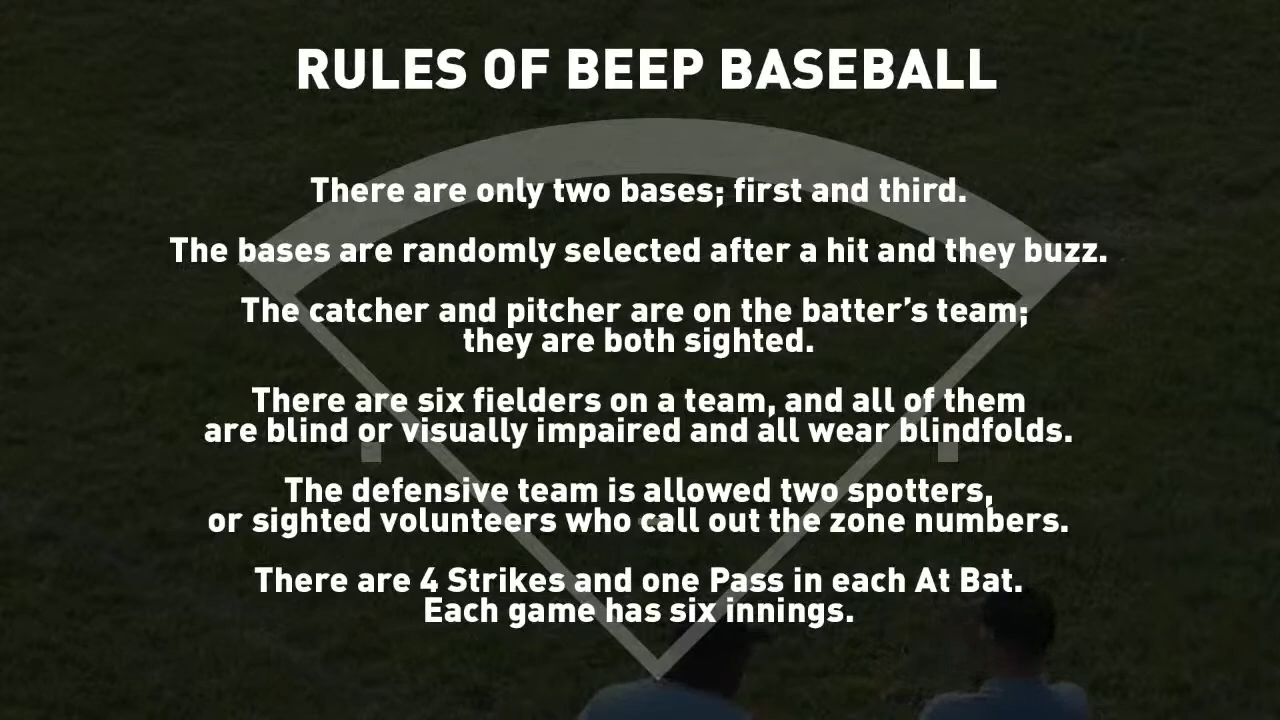 RULES OF BEEP BASEBALL
There are only two bases; first and third.
The bases are randomly selected after a hit and they buzz.
The catcher and pitcher are on the batter’s team;
they are both sighted.
There are six fielders on a team, and all of them
are blind or visually impaired and all wear blindfolds.
The defensive team is allowed two spotters,
or sighted volunteers who call out the zone numbers.
There are 4 Strikes and one Pass in each At Bat.
Each game has six innings.